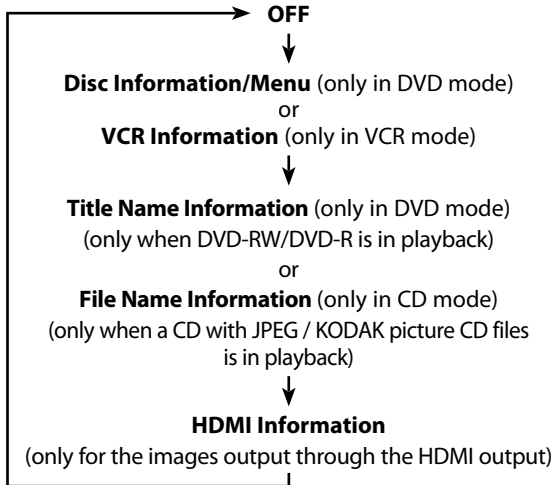 OFF
Disc Information/Menu (only in DVD mode)
or
VCR Information (only in VCR mode)
Title Name Information (only in DVD mode)
(only when DVD-RW/DVD-R is in playback)
or
File Name Information (only in CD mode)
(only when a CD with JPEG / KODAK picture CD files
is in playback)
HDMI Information
(only for the images output through the HDMI output)